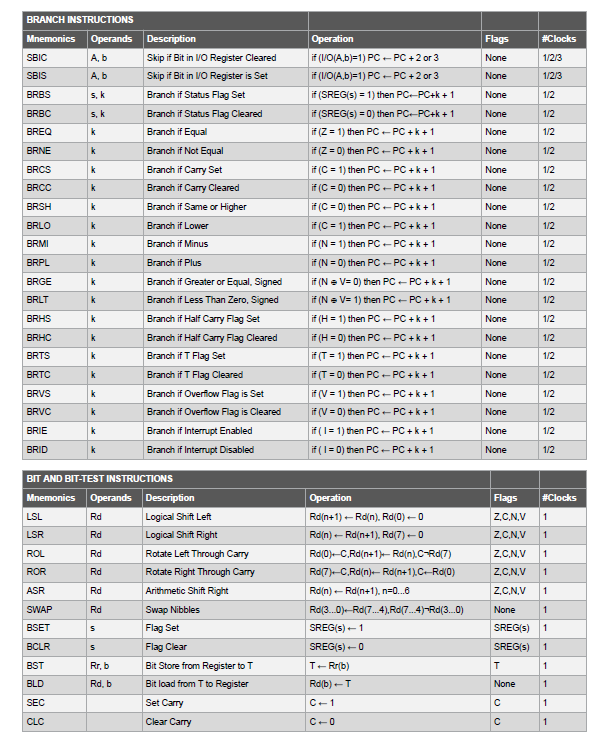 BRANCH INSTRUCTIONS
Mnemonics Operands Description Operation Flags #Clocks
SBIC A, b Skip if Bit in I/O Register Cleared if (I/O(A,b)=1) PC ← PC + 2 or 3 None 1/2/3
SBIS A, b Skip if Bit in I/O Register is Set if (I/O(A,b)=1) PC ← PC + 2 or 3 None 1/2/3
BRBS s, k Branch if Status Flag Set if (SREG(s) = 1) then PC←PC+k + 1 None 1/2
BRBC s, k Branch if Status Flag Cleared if (SREG(s) = 0) then PC←PC+k + 1 None 1/2
BREQ k Branch if Equal if (Z = 1) then PC ← PC + k + 1 None 1/2
BRNE k Branch if Not Equal if (Z = 0) then PC ← PC + k + 1 None 1/2
BRCS k Branch if Carry Set if (C = 1) then PC ← PC + k + 1 None 1/2
BRCC k Branch if Carry Cleared if (C = 0) then PC ← PC + k + 1 None 1/2
BRSH k Branch if Same or Higher if (C = 0) then PC ← PC + k + 1 None 1/2
BRLO k Branch if Lower if (C = 1) then PC ← PC + k + 1 None 1/2
BRMI k Branch if Minus if (N = 1) then PC ← PC + k + 1 None 1/2
BRPL k Branch if Plus if (N = 0) then PC ← PC + k + 1 None 1/2
BRGE k Branch if Greater or Equal, Signed if (N ⊕ V= 0) then PC ← PC + k + 1 None 1/2
BRLT k Branch if Less Than Zero, Signed if (N ⊕ V= 1) then PC ← PC + k + 1 None 1/2
BRHS k Branch if Half Carry Flag Set if (H = 1) then PC ← PC + k + 1 None 1/2
BRHC k Branch if Half Carry Flag Cleared if (H = 0) then PC ← PC + k + 1 None 1/2
BRTS k Branch if T Flag Set if (T = 1) then PC ← PC + k + 1 None 1/2
BRTC k Branch if T Flag Cleared if (T = 0) then PC ← PC + k + 1 None 1/2
BRVS k Branch if Overflow Flag is Set if (V = 1) then PC ← PC + k + 1 None 1/2
BRVC k Branch if Overflow Flag is Cleared if (V = 0) then PC ← PC + k + 1 None 1/2
BRIE k Branch if Interrupt Enabled if ( I = 1) then PC ← PC + k + 1 None 1/2
BRID k Branch if Interrupt Disabled if ( I = 0) then PC ← PC + k + 1 None 1/2
BIT AND BIT-TEST INSTRUCTIONS
Mnemonics Operands Description Operation Flags #Clocks
LSL Rd Logical Shift Left Rd(n+1) ← Rd(n), Rd(0) ← 0 Z,C,N,V 1
LSR Rd Logical Shift Right Rd(n) ← Rd(n+1), Rd(7) ← 0 Z,C,N,V 1
ROL Rd Rotate Left Through Carry Rd(0)←C,Rd(n+1)← Rd(n),C¬Rd(7) Z,C,N,V 1
ROR Rd Rotate Right Through Carry Rd(7)←C,Rd(n)← Rd(n+1),C←Rd(0) Z,C,N,V 1
ASR Rd Arithmetic Shift Right Rd(n) ← Rd(n+1), n=0...6 Z,C,N,V 1
SWAP Rd Swap Nibbles Rd(3...0)←Rd(7...4),Rd(7...4)¬Rd(3...0) None 1
BSET s Flag Set SREG(s) ← 1 SREG(s) 1
BCLR s Flag Clear SREG(s) ← 0 SREG(s) 1
BST Rr, b Bit Store from Register to T T ← Rr(b) T 1
BLD Rd, b Bit load from T to Register Rd(b) ← T None 1
SEC Set Carry C ← 1 C 1
CLC Clear Carry C ← 0 C 1